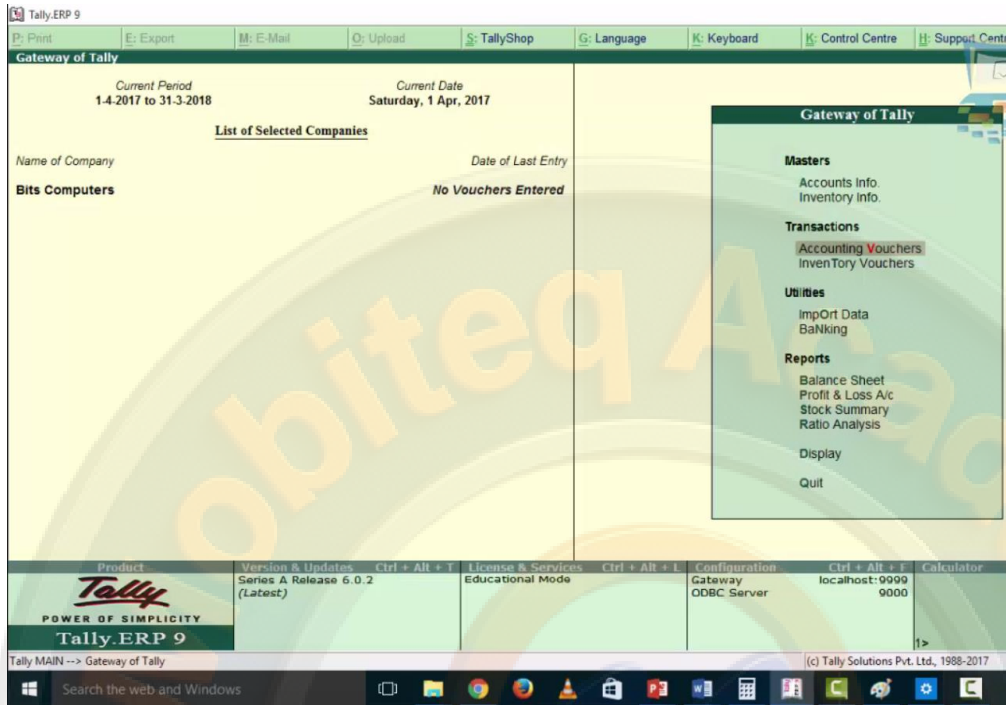 Tally.ERP 9
P: Print E: Export M: E-Mail O: Upload S: TallyShop G: Language K: Keyboard K: Control Centre H: Support Centr
Gateway of Tally
Current Period Current Date
1-4-2017 to 31-3-2018 Saturday, 1 Apr, 2017
List of Selected Companies
Name of Company Date of Last Entry
Bits Computers No Vouchers Entered
Gateway of Tally
Masters
Accounts Info.
Inventory Info.
Transactions
Accounting Vouchers
InvenTory Vouchers
Utilities
ImpOrt Data
BaNking
Reports
Balance Sheet
Profit & Loss A/c
Stock Summary
Ratio Analysis
Display
Quit
obiteq Acad
Product Version & Updates Ctrl + Alt + T License & Services Ctrl + Alt + L Configuration Ctrl + Alt + F Calculator
Tally
POWER OF SIMPLICITY
Tally.ERP 9
Series A Release 6.0.2
(Latest)
Educational Mode
Gateway localhost:9999
ODBC Server 9000
1>
Tally MAIN --> Gateway of Tally (c) Tally Solutions Pvt. Ltd., 1988-2017
Search the web and Windows